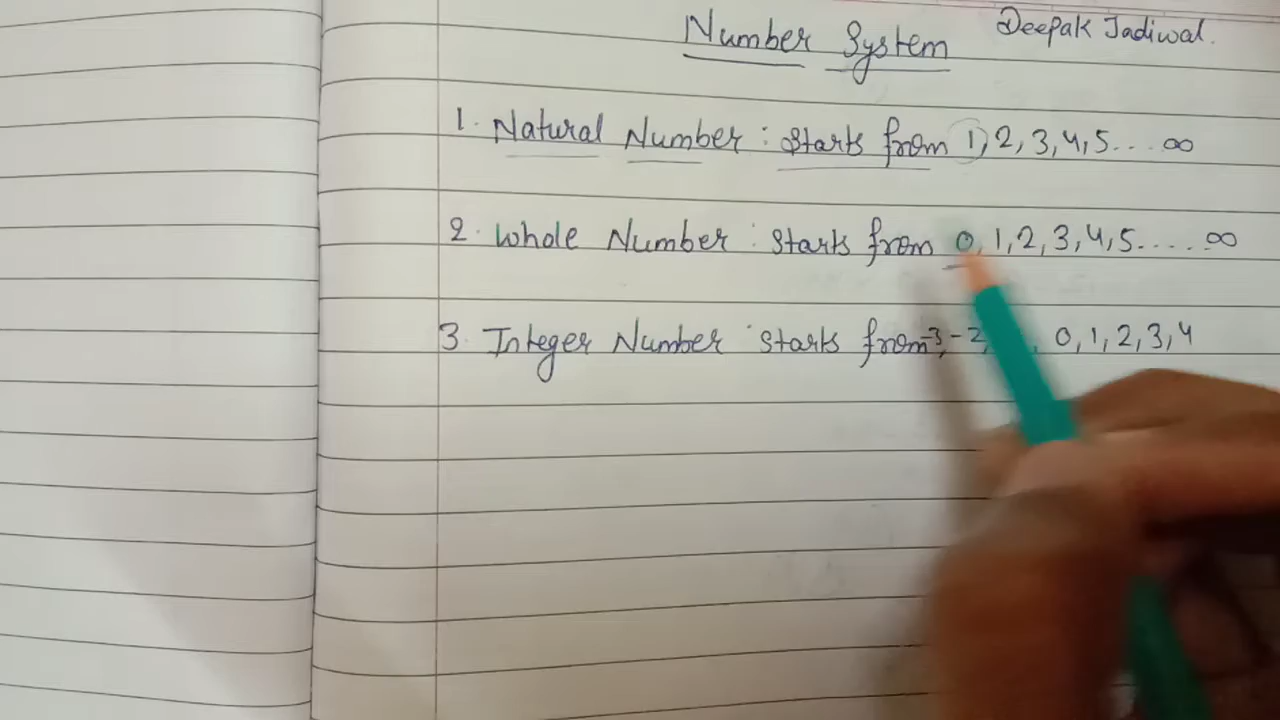 Number System Deepak Jadiwal.
1. Natural Number : Starts from 1, 2, 3, 4, 5... ∞
2. Whole Number : Starts from 0, 1, 2, 3, 4, 5..... ∞
3. Integer Number : Starts from -3, -2, 0, 1, 2, 3, 4